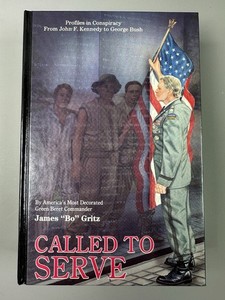 Profiles in Conspiracy
From John F. Kennedy to George Bush
By America's Most Decorated
Green Beret Commander
James "Bo" Gritz
CALLED TO
SERVE